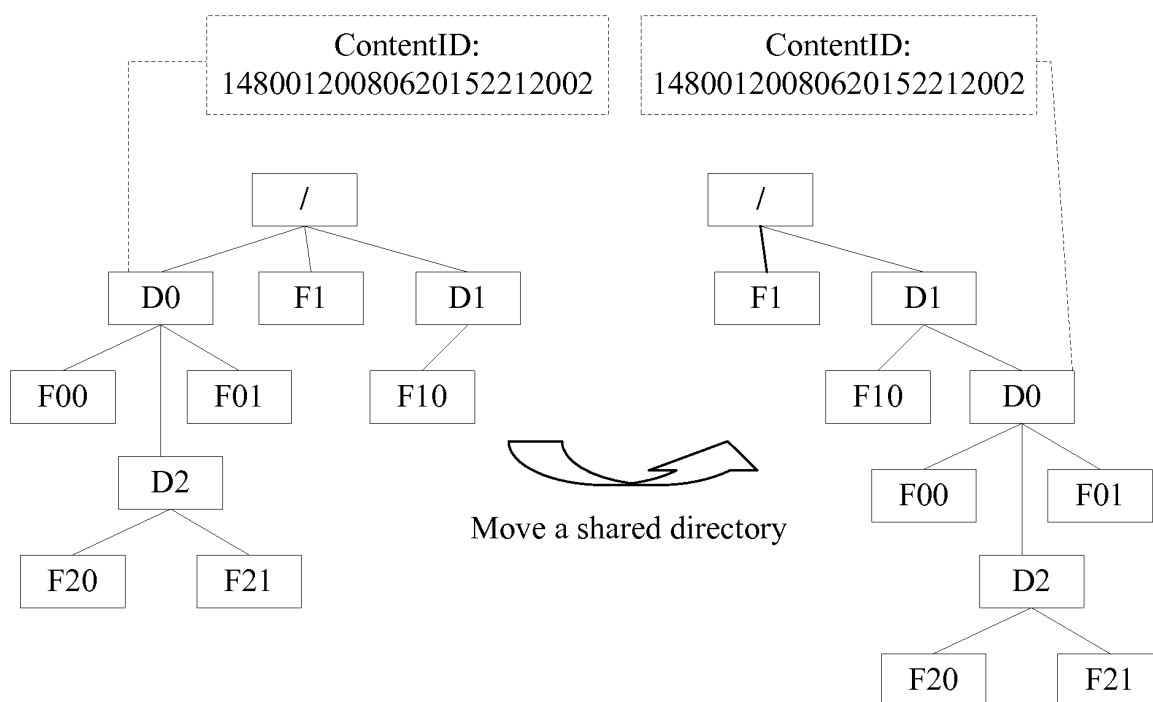 ContentID:
14800120080620152212002
ContentID:
14800120080620152212002
/
D0
F1
D1
F00
F01
F10
D2
F20
F21
Move a shared directory
/
F1
D1
F10
D0
F00
F01
D2
F20
F21